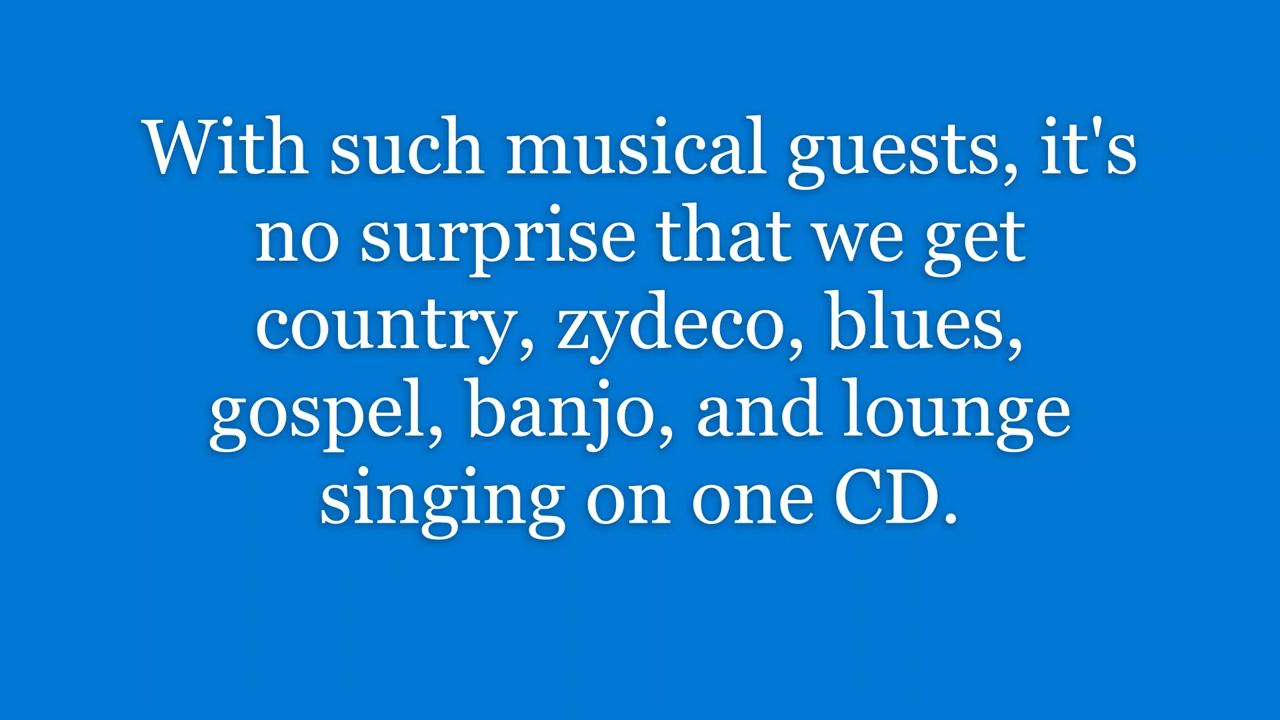 With such musical guests, it's
no surprise that we get
country, zydeco, blues,
gospel, banjo, and lounge
singing on one CD.